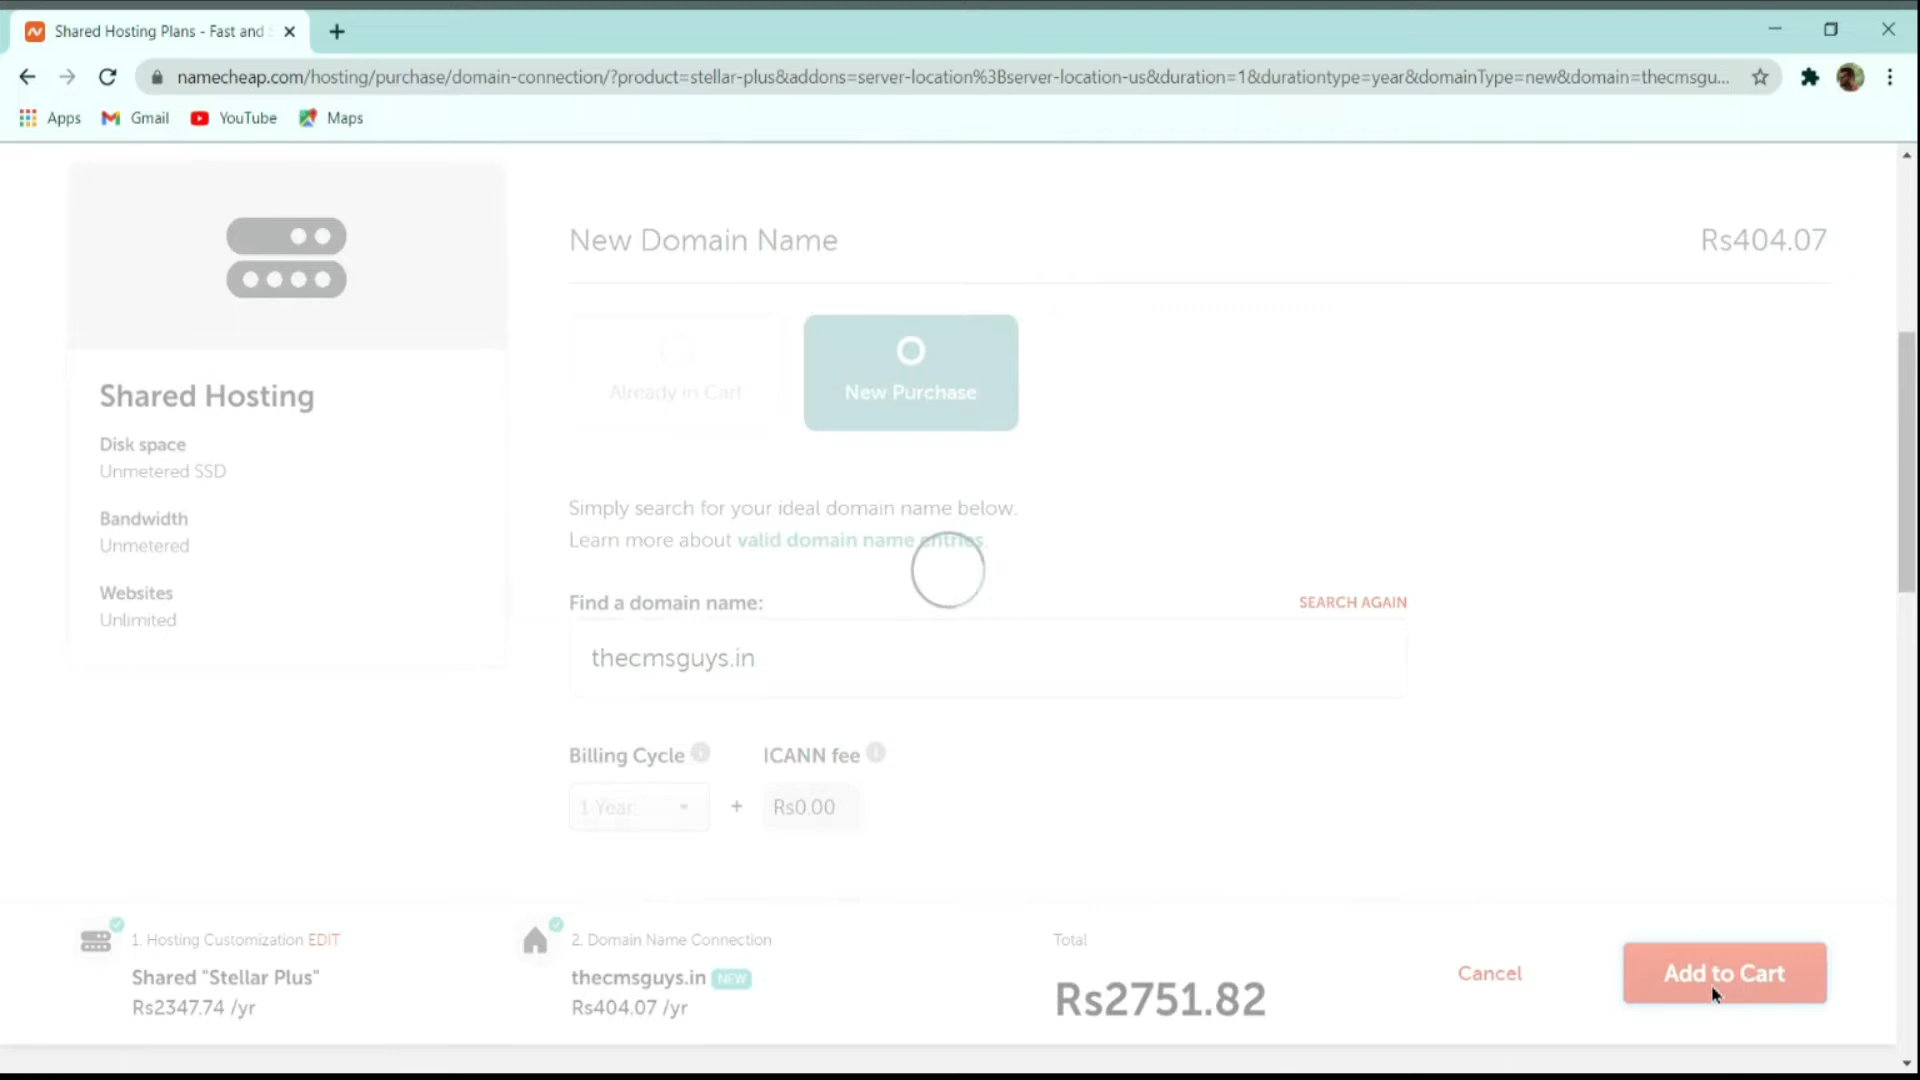 Shared Hosting Plans - Fast and
namecheap.com/hosting/purchase/domain-connection/?product=stellar-plus&addons=server-location%3Bserver-location-us&duration=1&durationtype=year&domainType=new&domain=thecmsgu...
Apps Gmail YouTube Maps
New Domain Name Rs404.07
Already in Cart New Purchase
Shared Hosting
Disk space
Unmetered SSD
Bandwidth
Unmetered
Websites
Unlimited
Simply search for your ideal domain name below.
Learn more about valid domain name entries.
Find a domain name: SEARCH AGAIN
thecmsguys.in
Billing Cycle ICANN fee
1 Year + Rs0.00
1. Hosting Customization EDIT
Shared "Stellar Plus"
Rs2347.74 /yr
2. Domain Name Connection
thecmsguys.in NEW
Rs404.07 /yr
Total
Rs2751.82
Cancel
Add to Cart